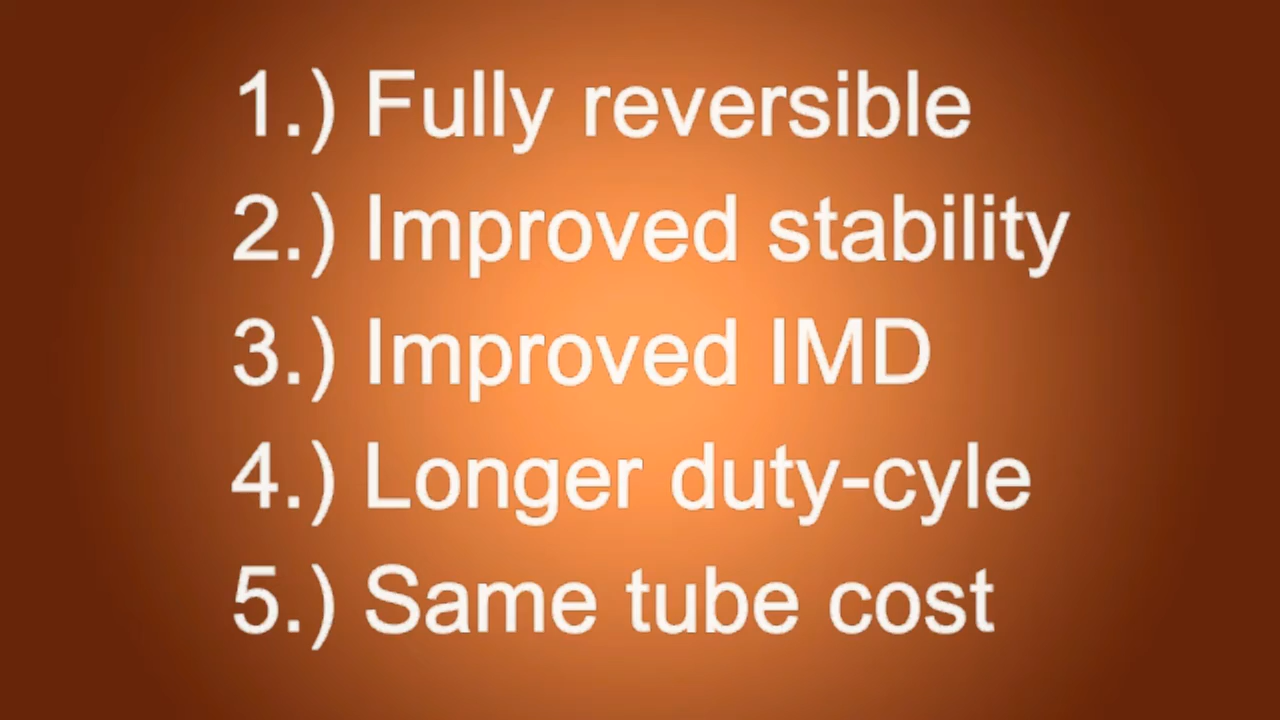 1.) Fully reversible
2.) Improved stability
3.) Improved IMD
4.) Longer duty-cyle
5.) Same tube cost